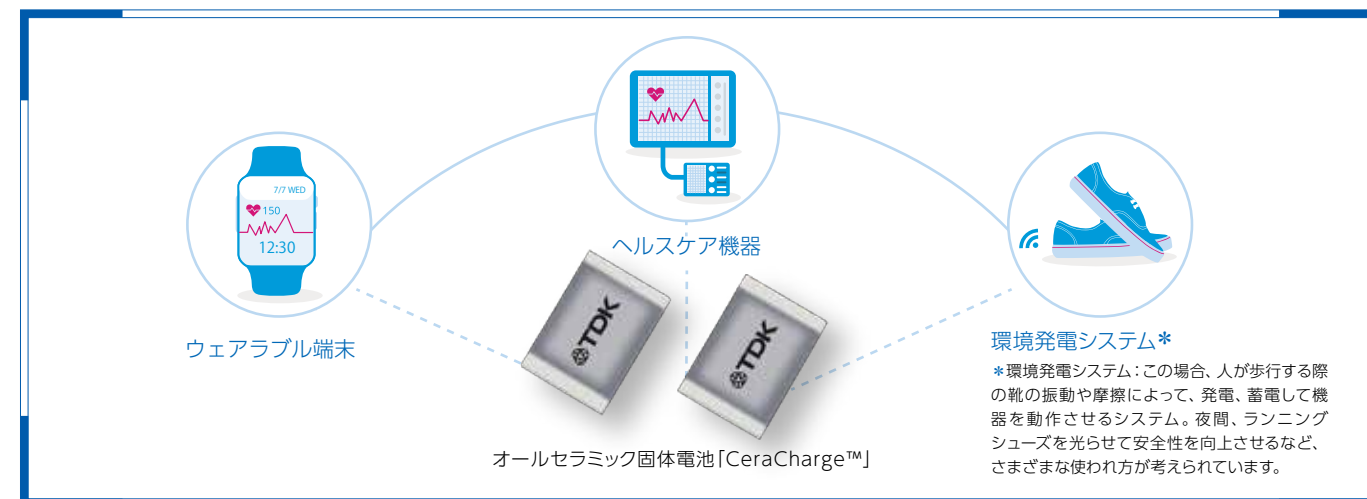 7/7 WED
150
12:30
ウェアラブル端末
ヘルスケア機器
TDK
TDK
オールセラミック固体電池「CeraCharge™」
環境発電システム*
*環境発電システム：この場合、人が歩行する際
の靴の振動や摩擦によって、発電、蓄電して機
器を動作させるシステム。夜間、ランニング
シューズを光らせて安全性を向上させるなど、
さまざまな使われ方が考えられています。